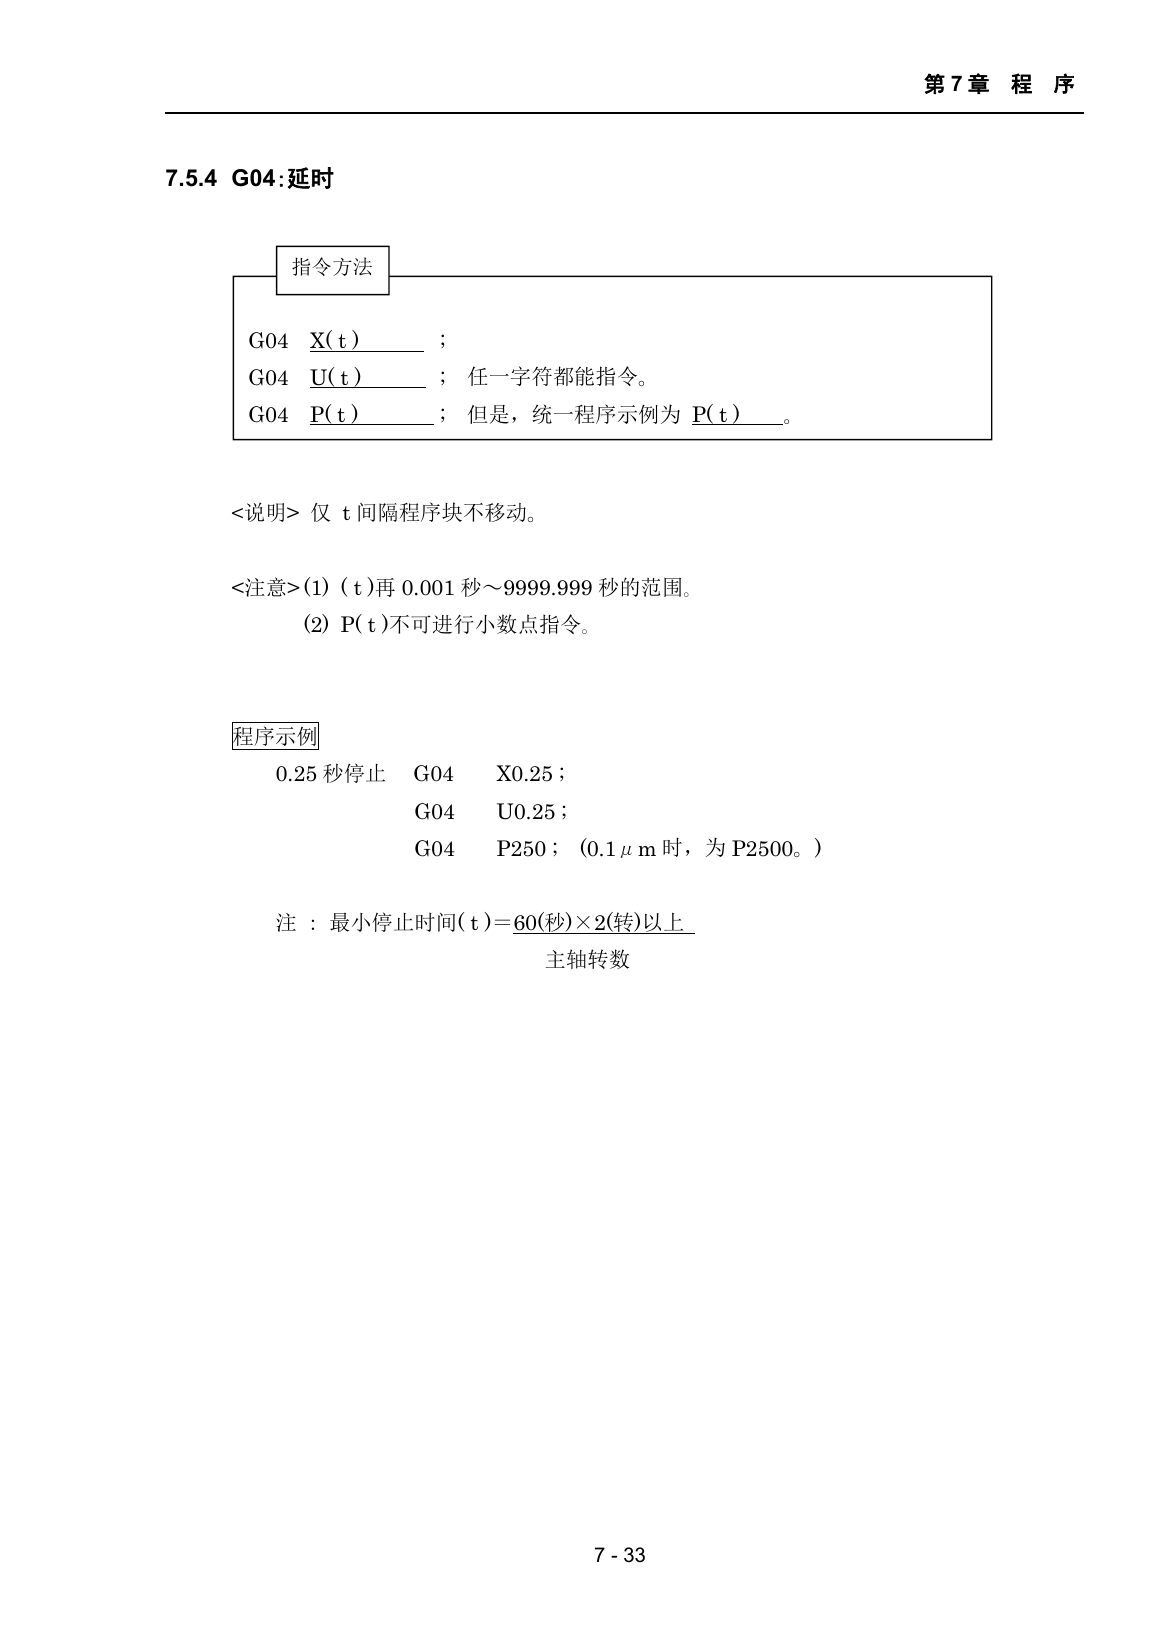 第 7 章　程　序
7.5.4 G04：延时
指令方法
G04 X( t ) ；
G04 U( t ) ； 任一字符都能指令。
G04 P( t ) ； 但是，统一程序示例为 P( t ) 。
<说明> 仅 t 间隔程序块不移动。
<注意>(1) ( t )再 0.001 秒～9999.999 秒的范围。
(2) P( t )不可进行小数点指令。
程序示例
0.25 秒停止 G04 X0.25；
G04 U0.25；
G04 P250； (0.1μm 时，为 P2500。)
注 ： 最小停止时间( t )＝60(秒)×2(转)以上
主轴转数
7 - 33